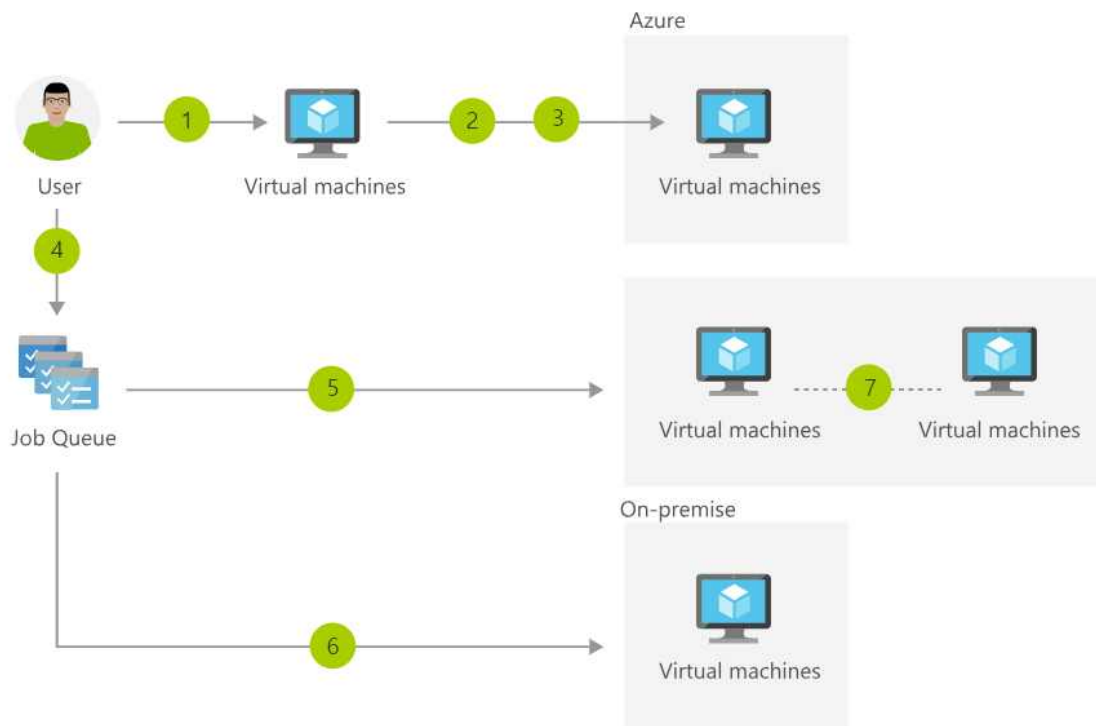 Azure
1
2
3
User
Virtual machines
Virtual machines
4
5
7
Job Queue
Virtual machines
Virtual machines
On-premise
6
Virtual machines